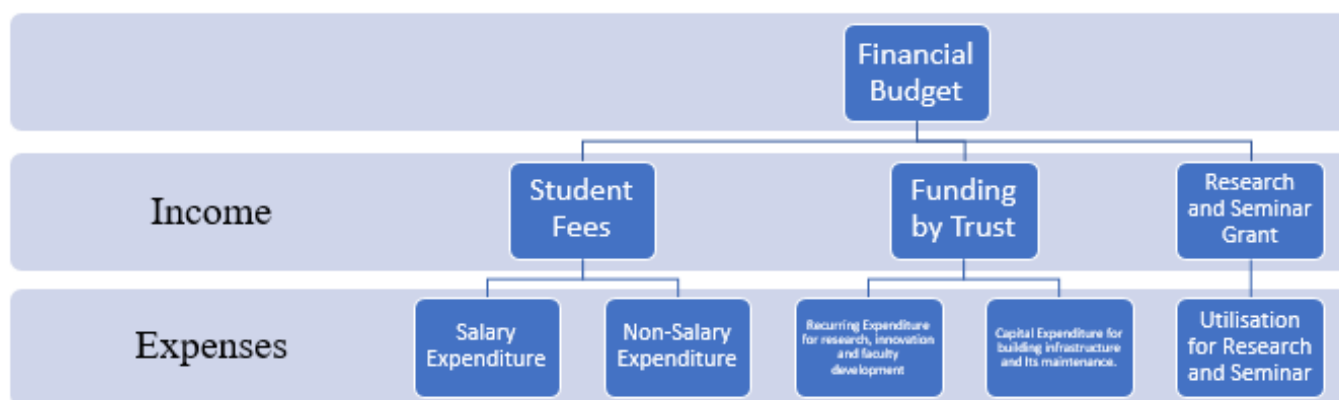 Financial
Budget
Income
Student
Fees
Funding
by Trust
Research
and Seminar
Grant
Expenses
Salary
Expenditure
Non-Salary
Expenditure
Recurring Expenditure
for research, innovation
and faculty
development
Capital Expenditure for
building infrastructure
and Its maintenance.
Utilisation
for Research
and Seminar